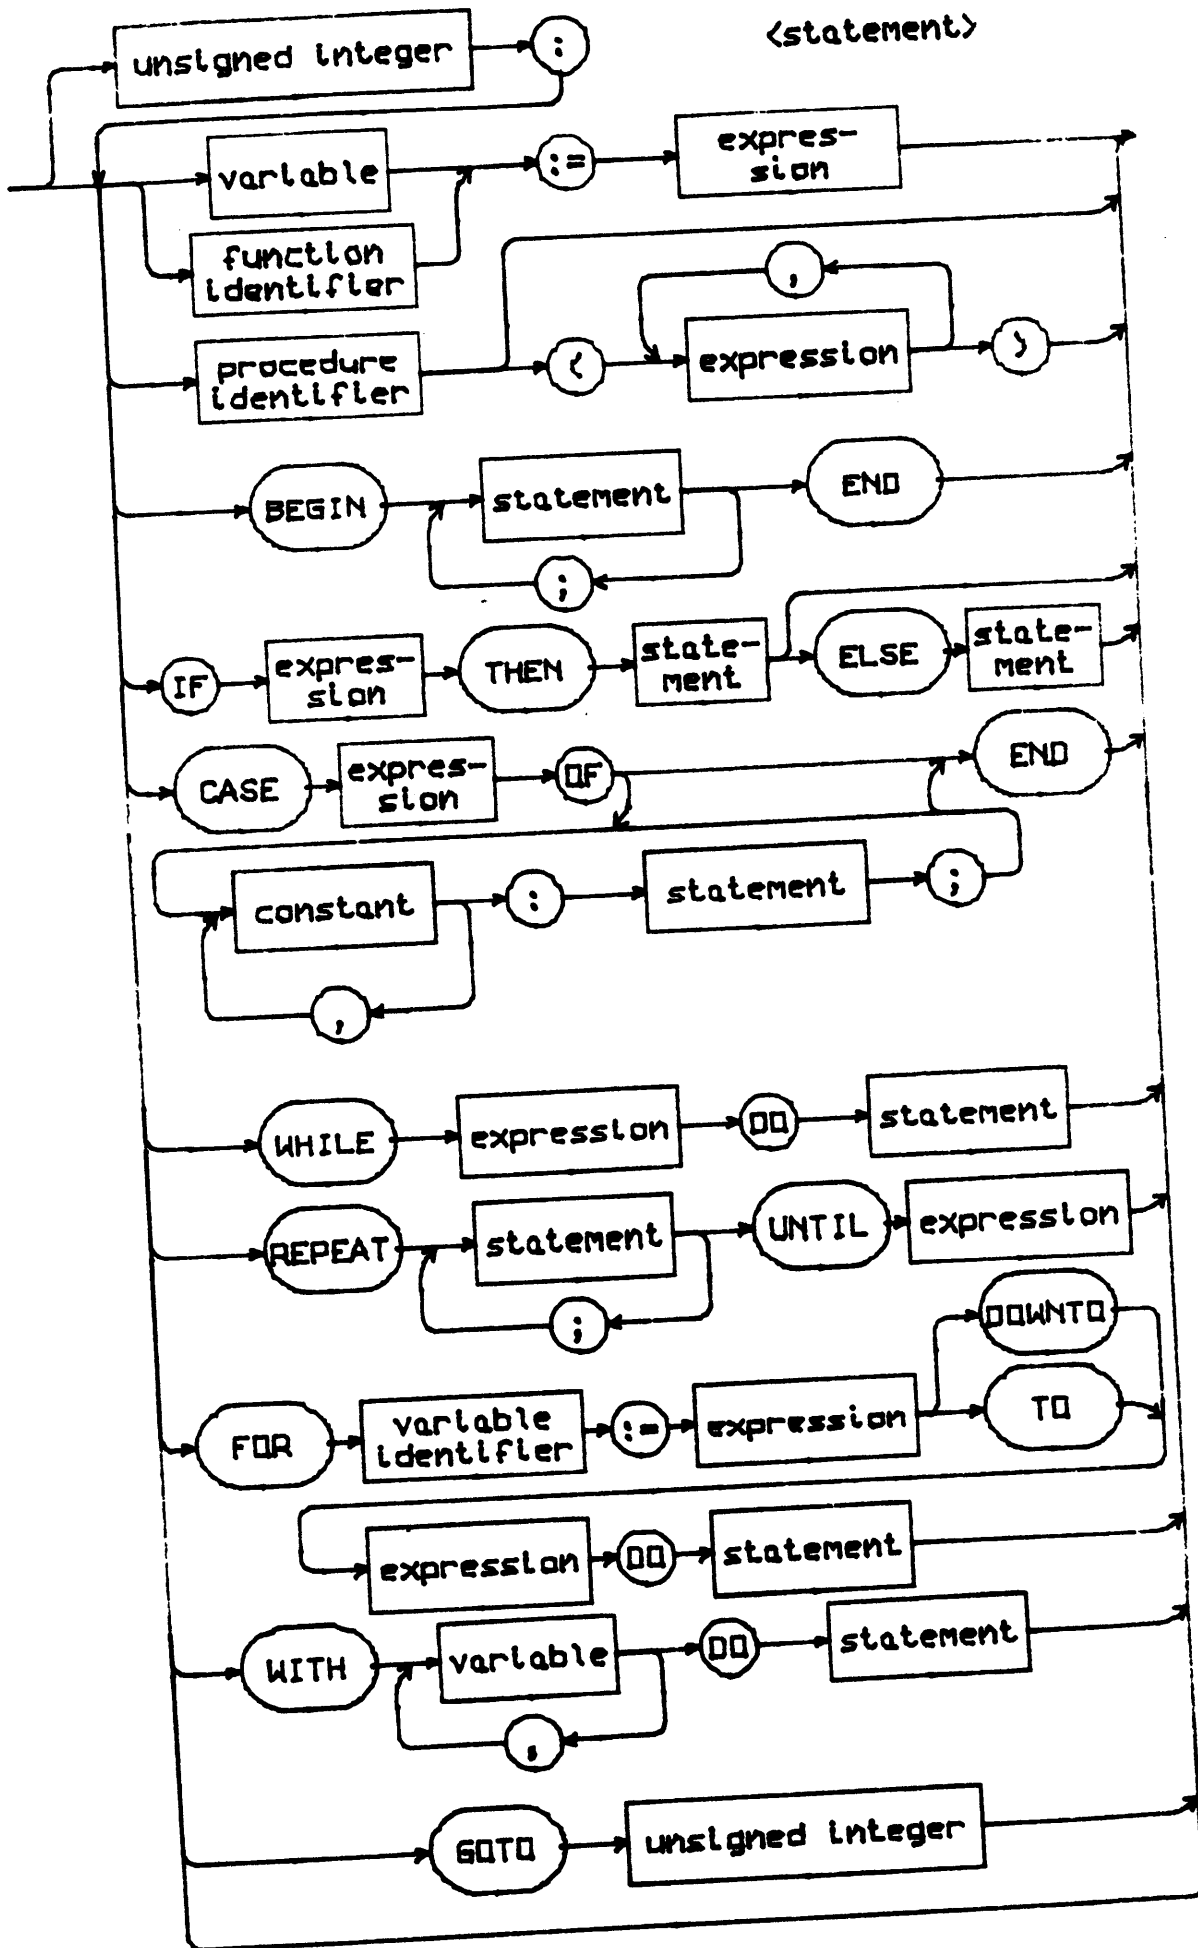 <statement>
unsigned integer :
variable := expres-
sion
function
identifier
,
procedure
identifier ( expression )
BEGIN statement END
;
IF expres-
sion THEN state-
ment ELSE state-
ment
CASE expres-
sion OF END
constant : statement ;
,
WHILE expression DO statement
REPEAT statement UNTIL expression
;
DOWNTO
FOR variable
identifier := expression TO
expression DO statement
WITH variable DO statement
,
GOTO unsigned integer